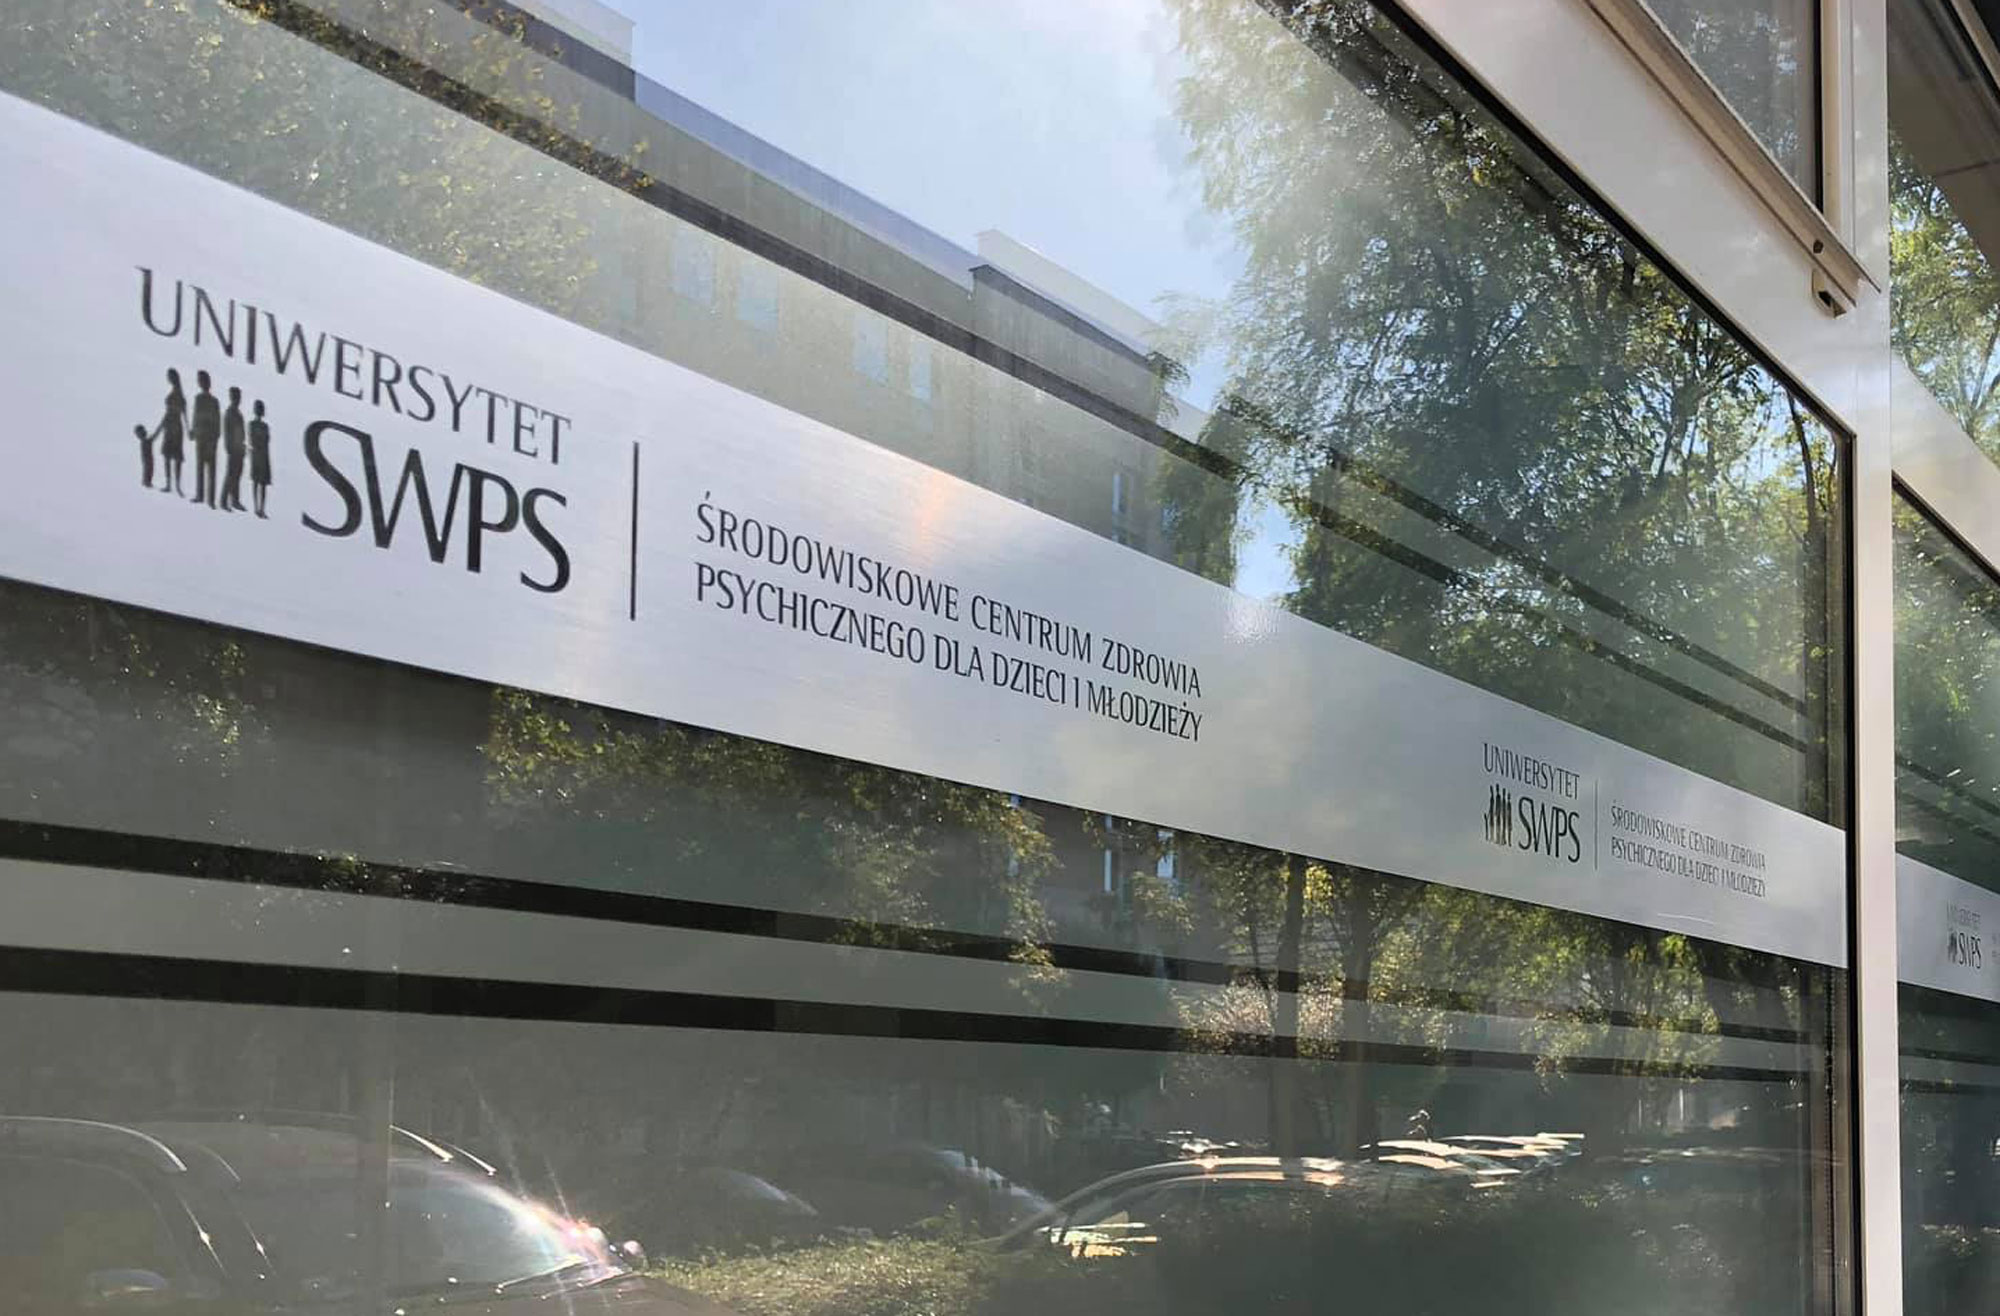 UNIWERSYTET
SWPS
ŚRODOWISKOWE CENTRUM ZDROWIA
PSYCHICZNEGO DLA DZIECI I MŁODZIEŻY
UNIWERSYTET
SWPS
ŚRODOWISKOWE CENTRUM ZDROWIA
PSYCHICZNEGO DLA DZIECI I MŁODZIEŻY
UNIWERSYTET
SWPS